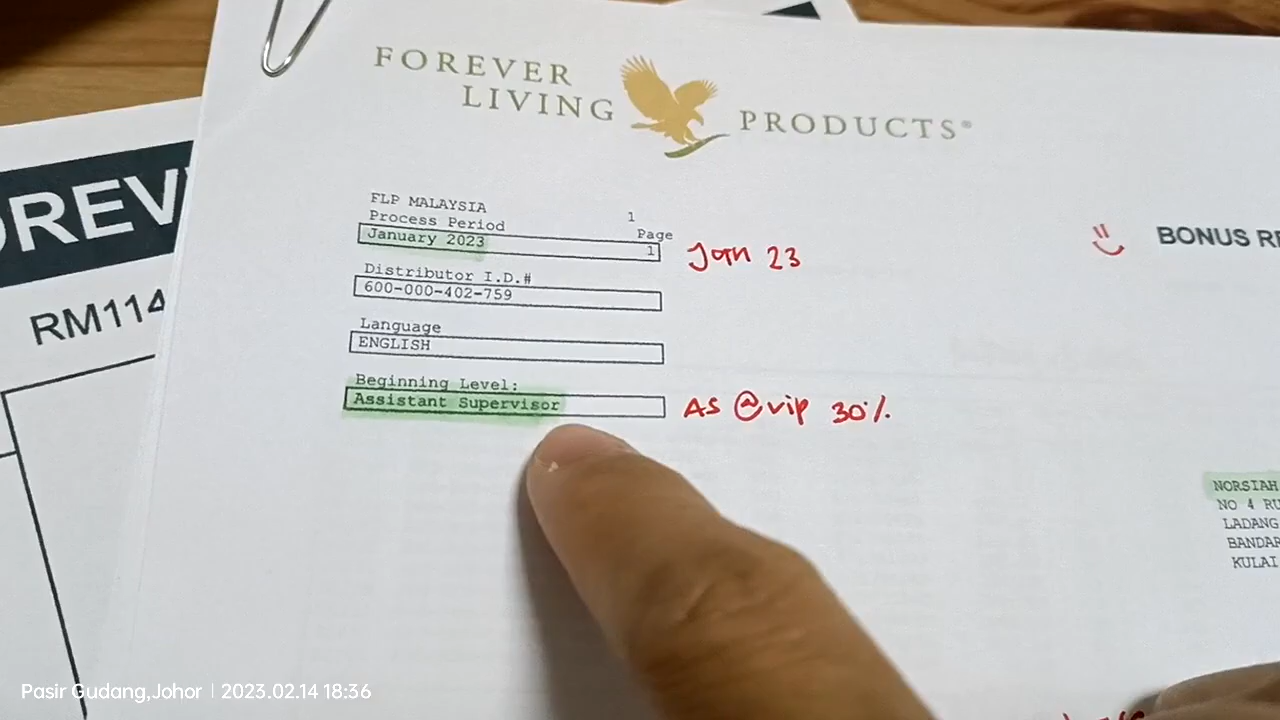 FOREVER
LIVING
PRODUCTS®
FLP MALAYSIA
Process Period
1
Page
January 2023
1
Jan 23
BONUS
Distributor I.D.#
600-000-402-759
Language
ENGLISH
Beginning Level:
Assistant Supervisor
AS @ vip 30%
RM114
NORSIAH
NO 4
LADANG
KULAI
Pasir Gudang,Johor | 2023.02.14 18:36